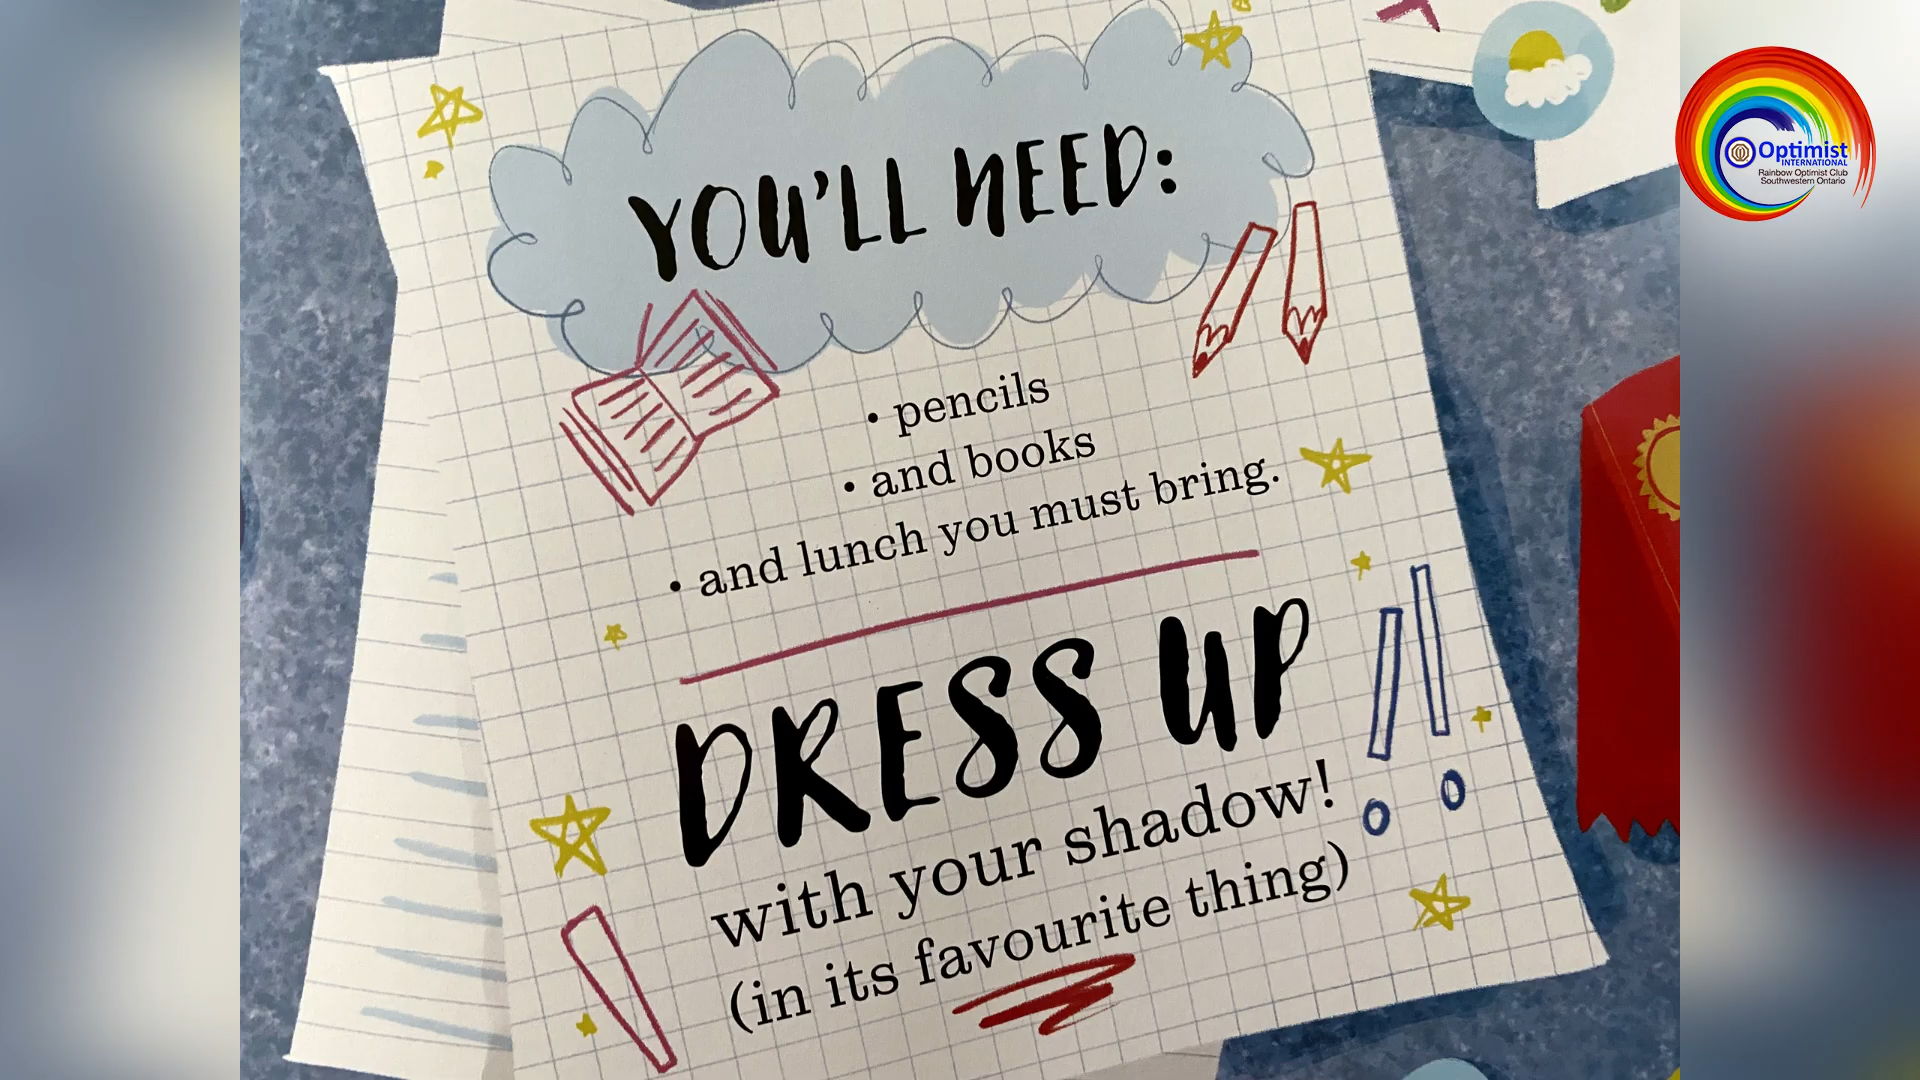 YOU'LL NEED:
• pencils
• and books
• and lunch you must bring.
DRESS UP
with your shadow!
(in its favourite thing)
Optimist
INTERNATIONAL
Rainbow Optimist Club
Southwestern Ontario